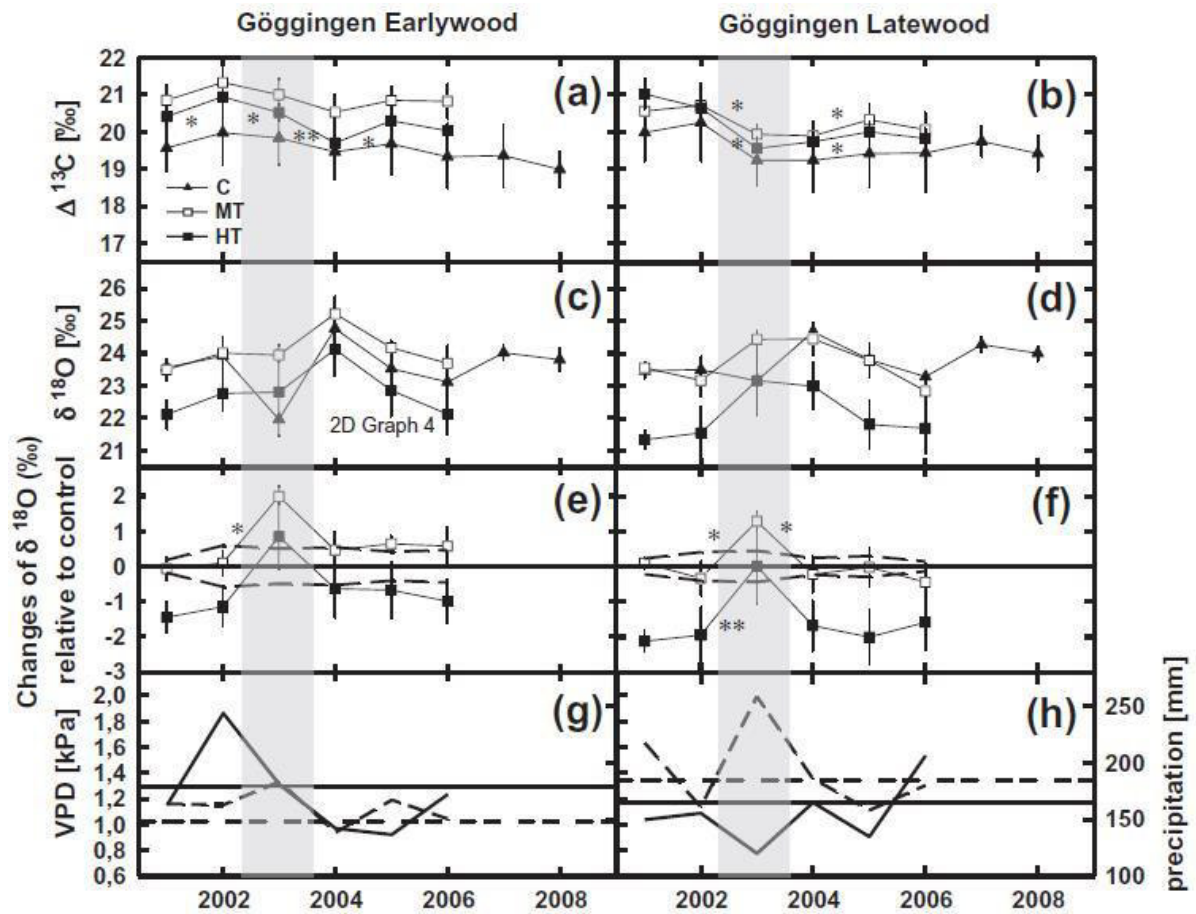 Göggingen Earlywood
Göggingen Latewood
Δ 13C [‰]
22
21
20
19
18
17
(a)
* * ** *
C
MT
HT
(b)
* *
* *
δ 18O [‰]
26
25
24
23
22
21
(c)
2D Graph 4
(d)
Changes of δ 18O (‰)
relative to control
2
1
0
-1
-2
-3
(e)
*
(f)
* *
**
VPD [kPa]
2,0
1,8
1,6
1,4
1,2
1,0
0,8
0,6
(g)
(h)
250
200
150
100
precipitation [mm]
2002 2004 2006 2008
2002 2004 2006 2008